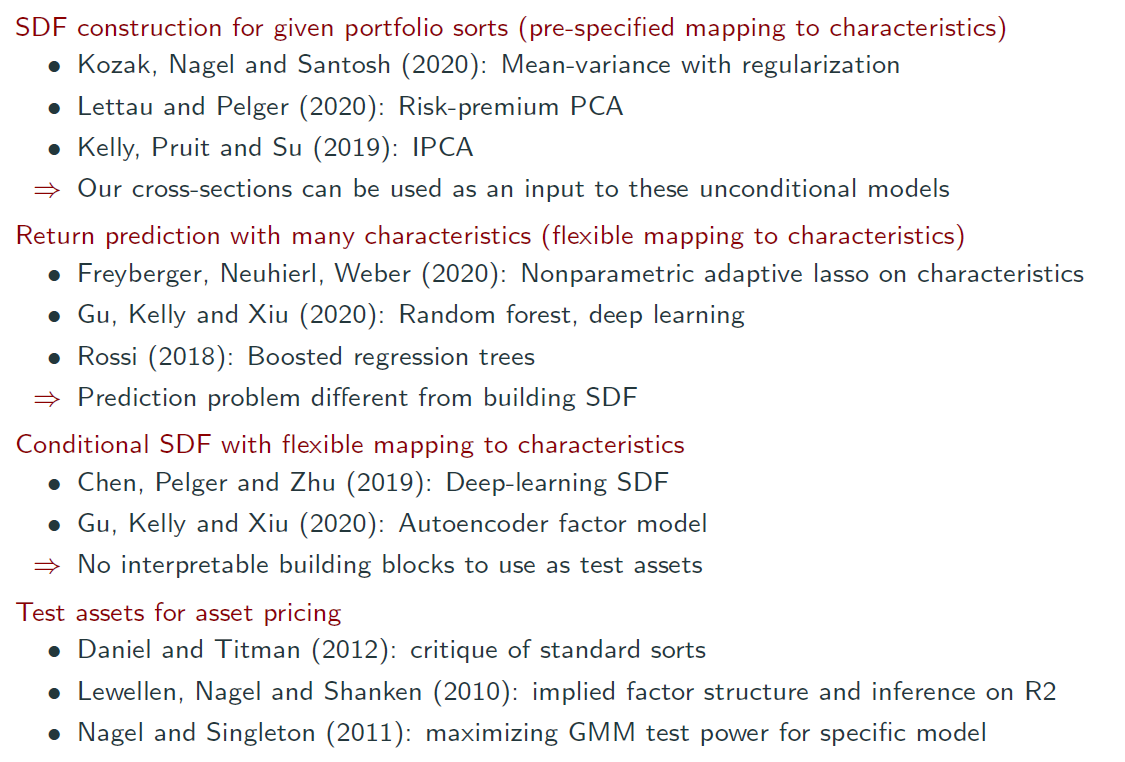 SDF construction for given portfolio sorts (pre-specified mapping to characteristics)
● Kozak, Nagel and Santosh (2020): Mean-variance with regularization
● Lettau and Pelger (2020): Risk-premium PCA
● Kelly, Pruit and Su (2019): IPCA
⇒ Our cross-sections can be used as an input to these unconditional models
Return prediction with many characteristics (flexible mapping to characteristics)
● Freyberger, Neuhierl, Weber (2020): Nonparametric adaptive lasso on characteristics
● Gu, Kelly and Xiu (2020): Random forest, deep learning
● Rossi (2018): Boosted regression trees
⇒ Prediction problem different from building SDF
Conditional SDF with flexible mapping to characteristics
● Chen, Pelger and Zhu (2019): Deep-learning SDF
● Gu, Kelly and Xiu (2020): Autoencoder factor model
⇒ No interpretable building blocks to use as test assets
Test assets for asset pricing
● Daniel and Titman (2012): critique of standard sorts
● Lewellen, Nagel and Shanken (2010): implied factor structure and inference on R2
● Nagel and Singleton (2011): maximizing GMM test power for specific model